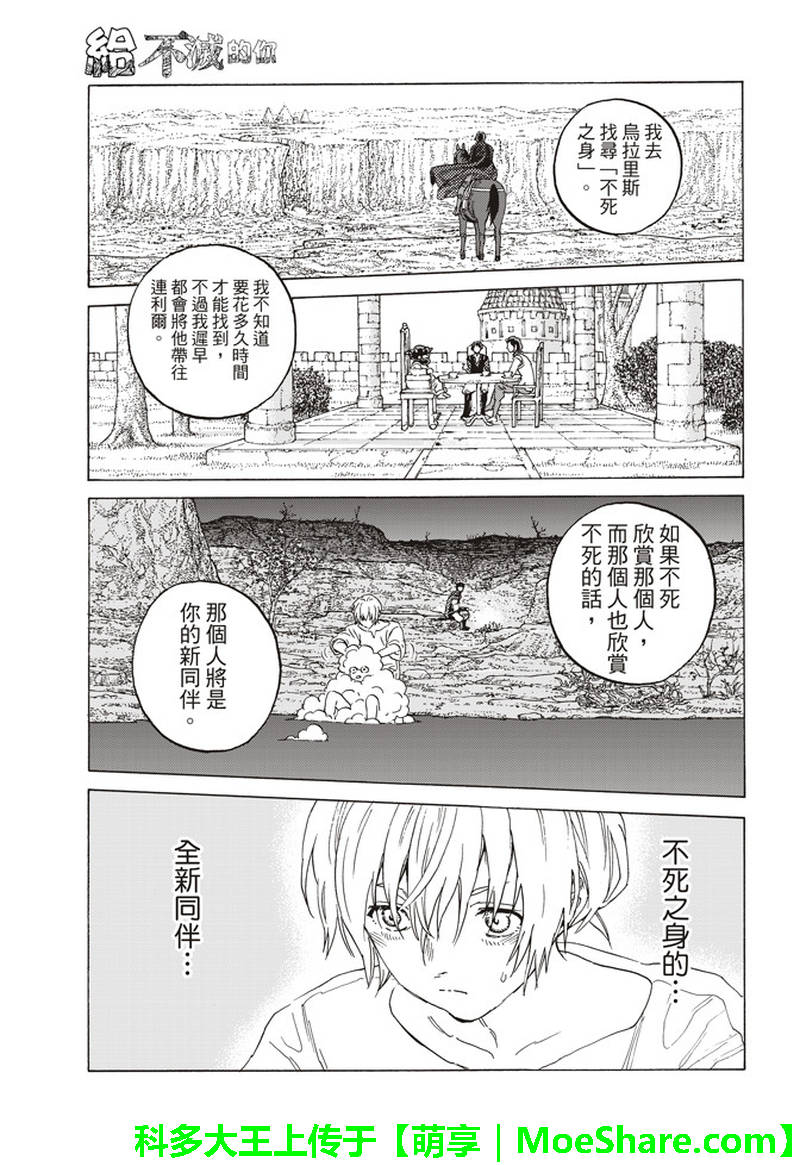 給不滅的你
我去
烏拉里斯
找尋「不死
之身」。
我不知道
要花多久時間
才能找到，
不過我遲早
都會將他帶往
連利爾。
如果不死
欣賞那個人，
而那個人也欣賞
不死的話，
那個人將是
你的新同伴。
不死之身的…
全新同伴…
科多大王上传于【萌享 | MoeShare.com】